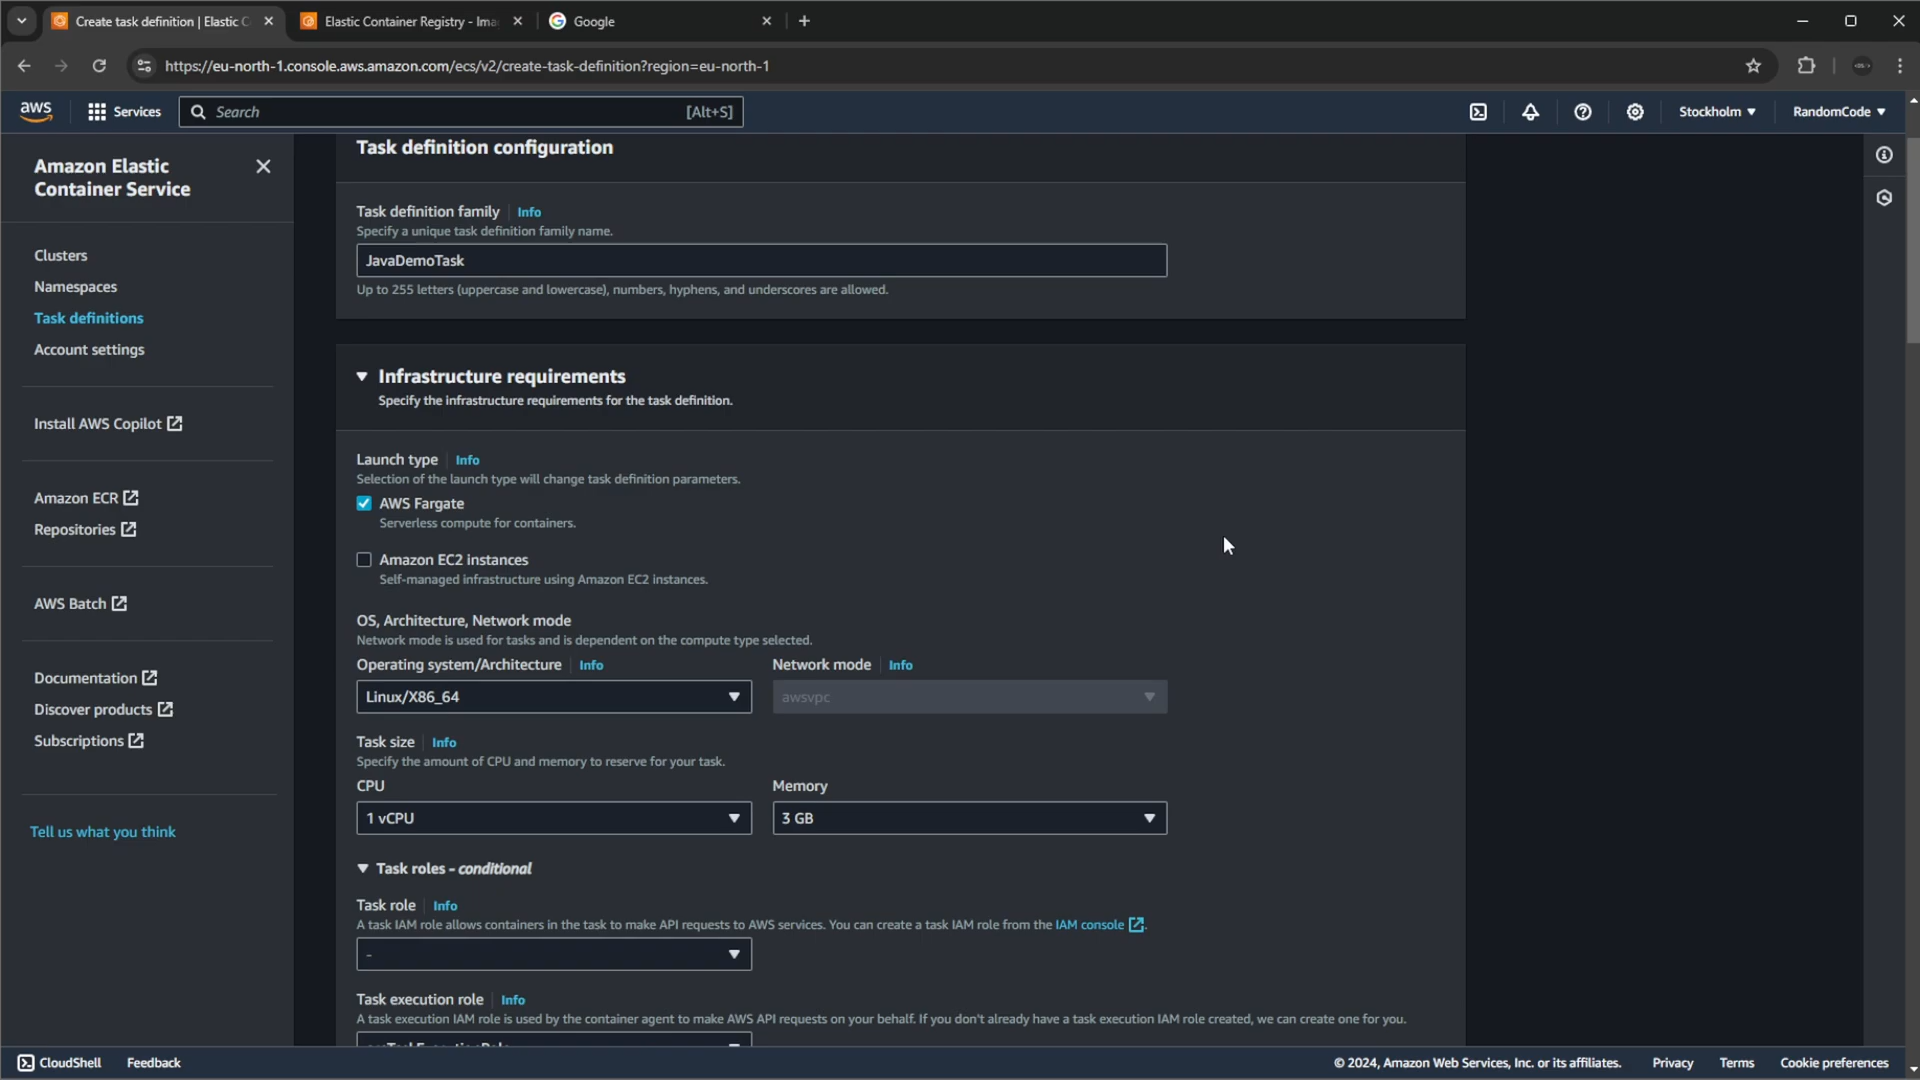 Create task definition | Elastic C
Elastic Container Registry - Ima
Google
https://eu-north-1.console.aws.amazon.com/ecs/v2/create-task-definition?region=eu-north-1
aws
Services
Search
[Alt+S]
Stockholm
RandomCode
Amazon Elastic
Container Service
Clusters
Namespaces
Task definitions
Account settings
Install AWS Copilot
Amazon ECR
Repositories
AWS Batch
Documentation
Discover products
Subscriptions
Tell us what you think
Task definition configuration
Task definition family Info
Specify a unique task definition family name.
JavaDemoTask
Up to 255 letters (uppercase and lowercase), numbers, hyphens, and underscores are allowed.
Infrastructure requirements
Specify the infrastructure requirements for the task definition.
Launch type Info
Selection of the launch type will change task definition parameters.
AWS Fargate
Serverless compute for containers.
Amazon EC2 instances
Self-managed infrastructure using Amazon EC2 instances.
OS, Architecture, Network mode
Network mode is used for tasks and is dependent on the compute type selected.
Operating system/Architecture Info
Network mode Info
Linux/X86_64
awsvpc
Task size Info
Specify the amount of CPU and memory to reserve for your task.
CPU
Memory
1 vCPU
3 GB
Task roles - conditional
Task role Info
A task IAM role allows containers in the task to make API requests to AWS services. You can create a task IAM role from the IAM console.
-
Task execution role Info
A task execution IAM role is used by the container agent to make AWS API requests on your behalf. If you don't already have a task execution IAM role created, we can create one for you.
CloudShell
Feedback
© 2024, Amazon Web Services, Inc. or its affiliates.
Privacy
Terms
Cookie preferences